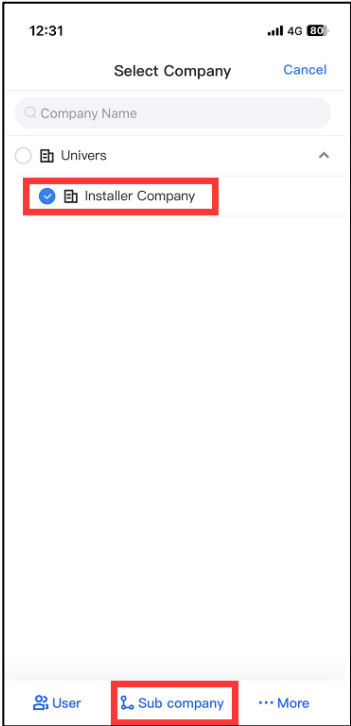 12:31 4G 80
Select Company Cancel
Company Name
Univers
Installer Company
User Sub company More